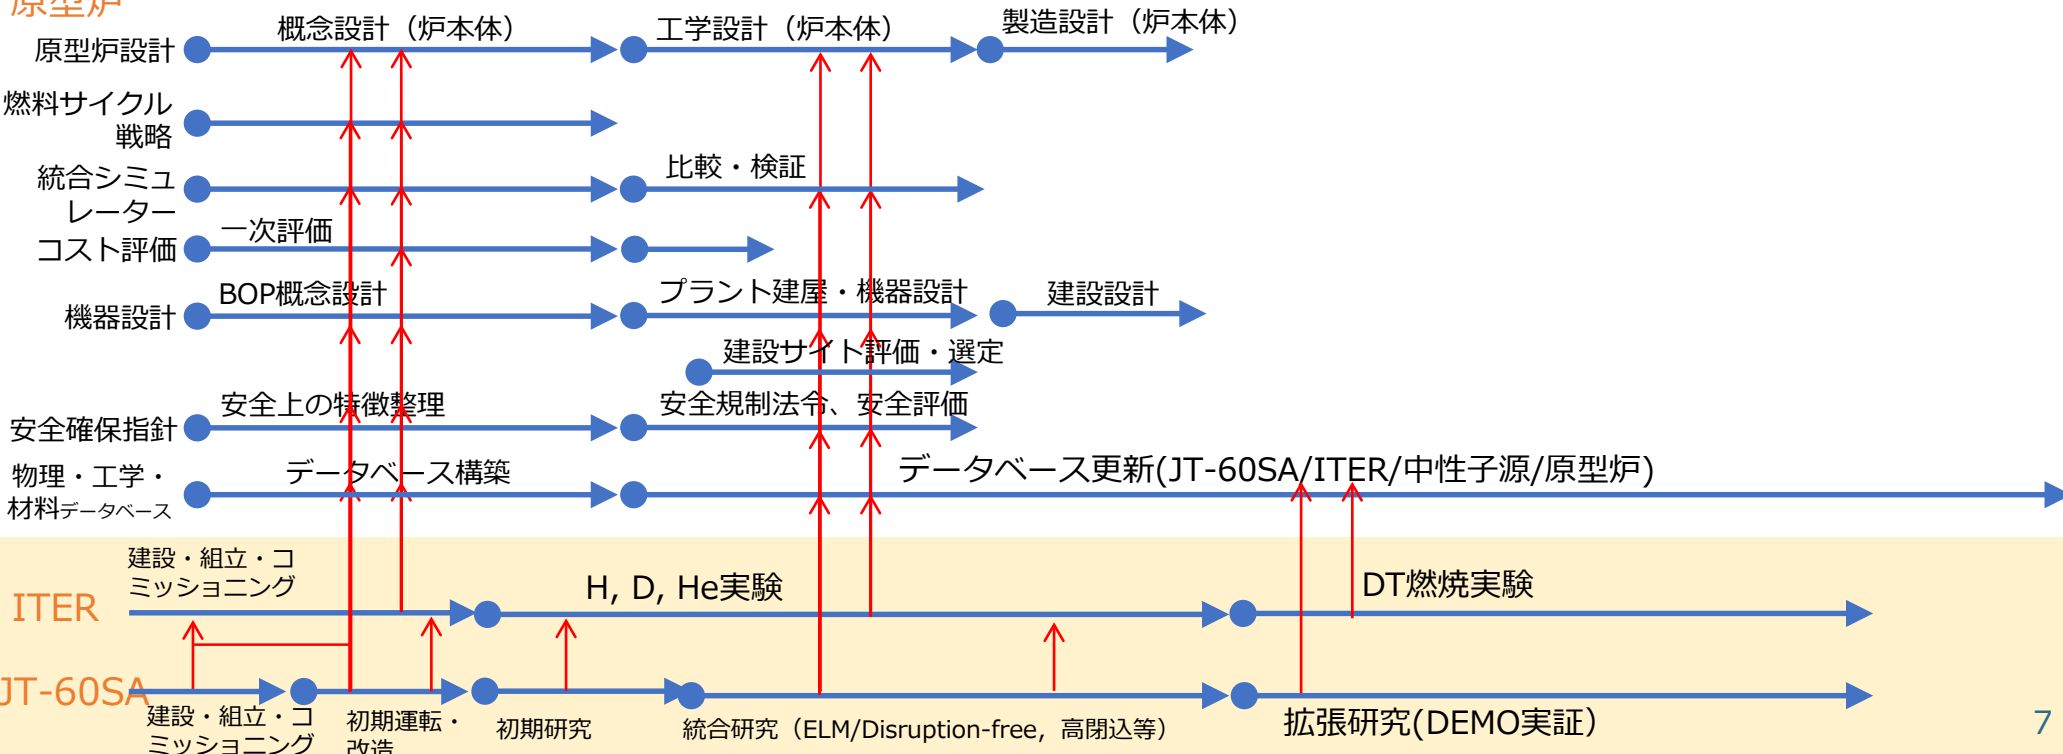 原型炉
概念設計（炉本体）
工学設計（炉本体）
製造設計（炉本体）
原型炉設計
燃料サイクル
戦略
比較・検証
統合シミュ
レーター
一次評価
コスト評価
BOP概念設計
プラント建屋・機器設計
建設設計
機器設計
建設サイト評価・選定
安全上の特徴整理
安全規制法令、安全評価
安全確保指針
データベース構築
データベース更新(JT-60SA/ITER/中性子源/原型炉)
物理・工学・
材料データベース
建設・組立・コ
ミッショニング
H, D, He実験
DT燃焼実験
ITER
JT-60SA
建設・組立・コ
ミッショニング
初期運転・
改造
初期研究
統合研究（ELM/Disruption-free，高閉込等）
拡張研究(DEMO実証）
7